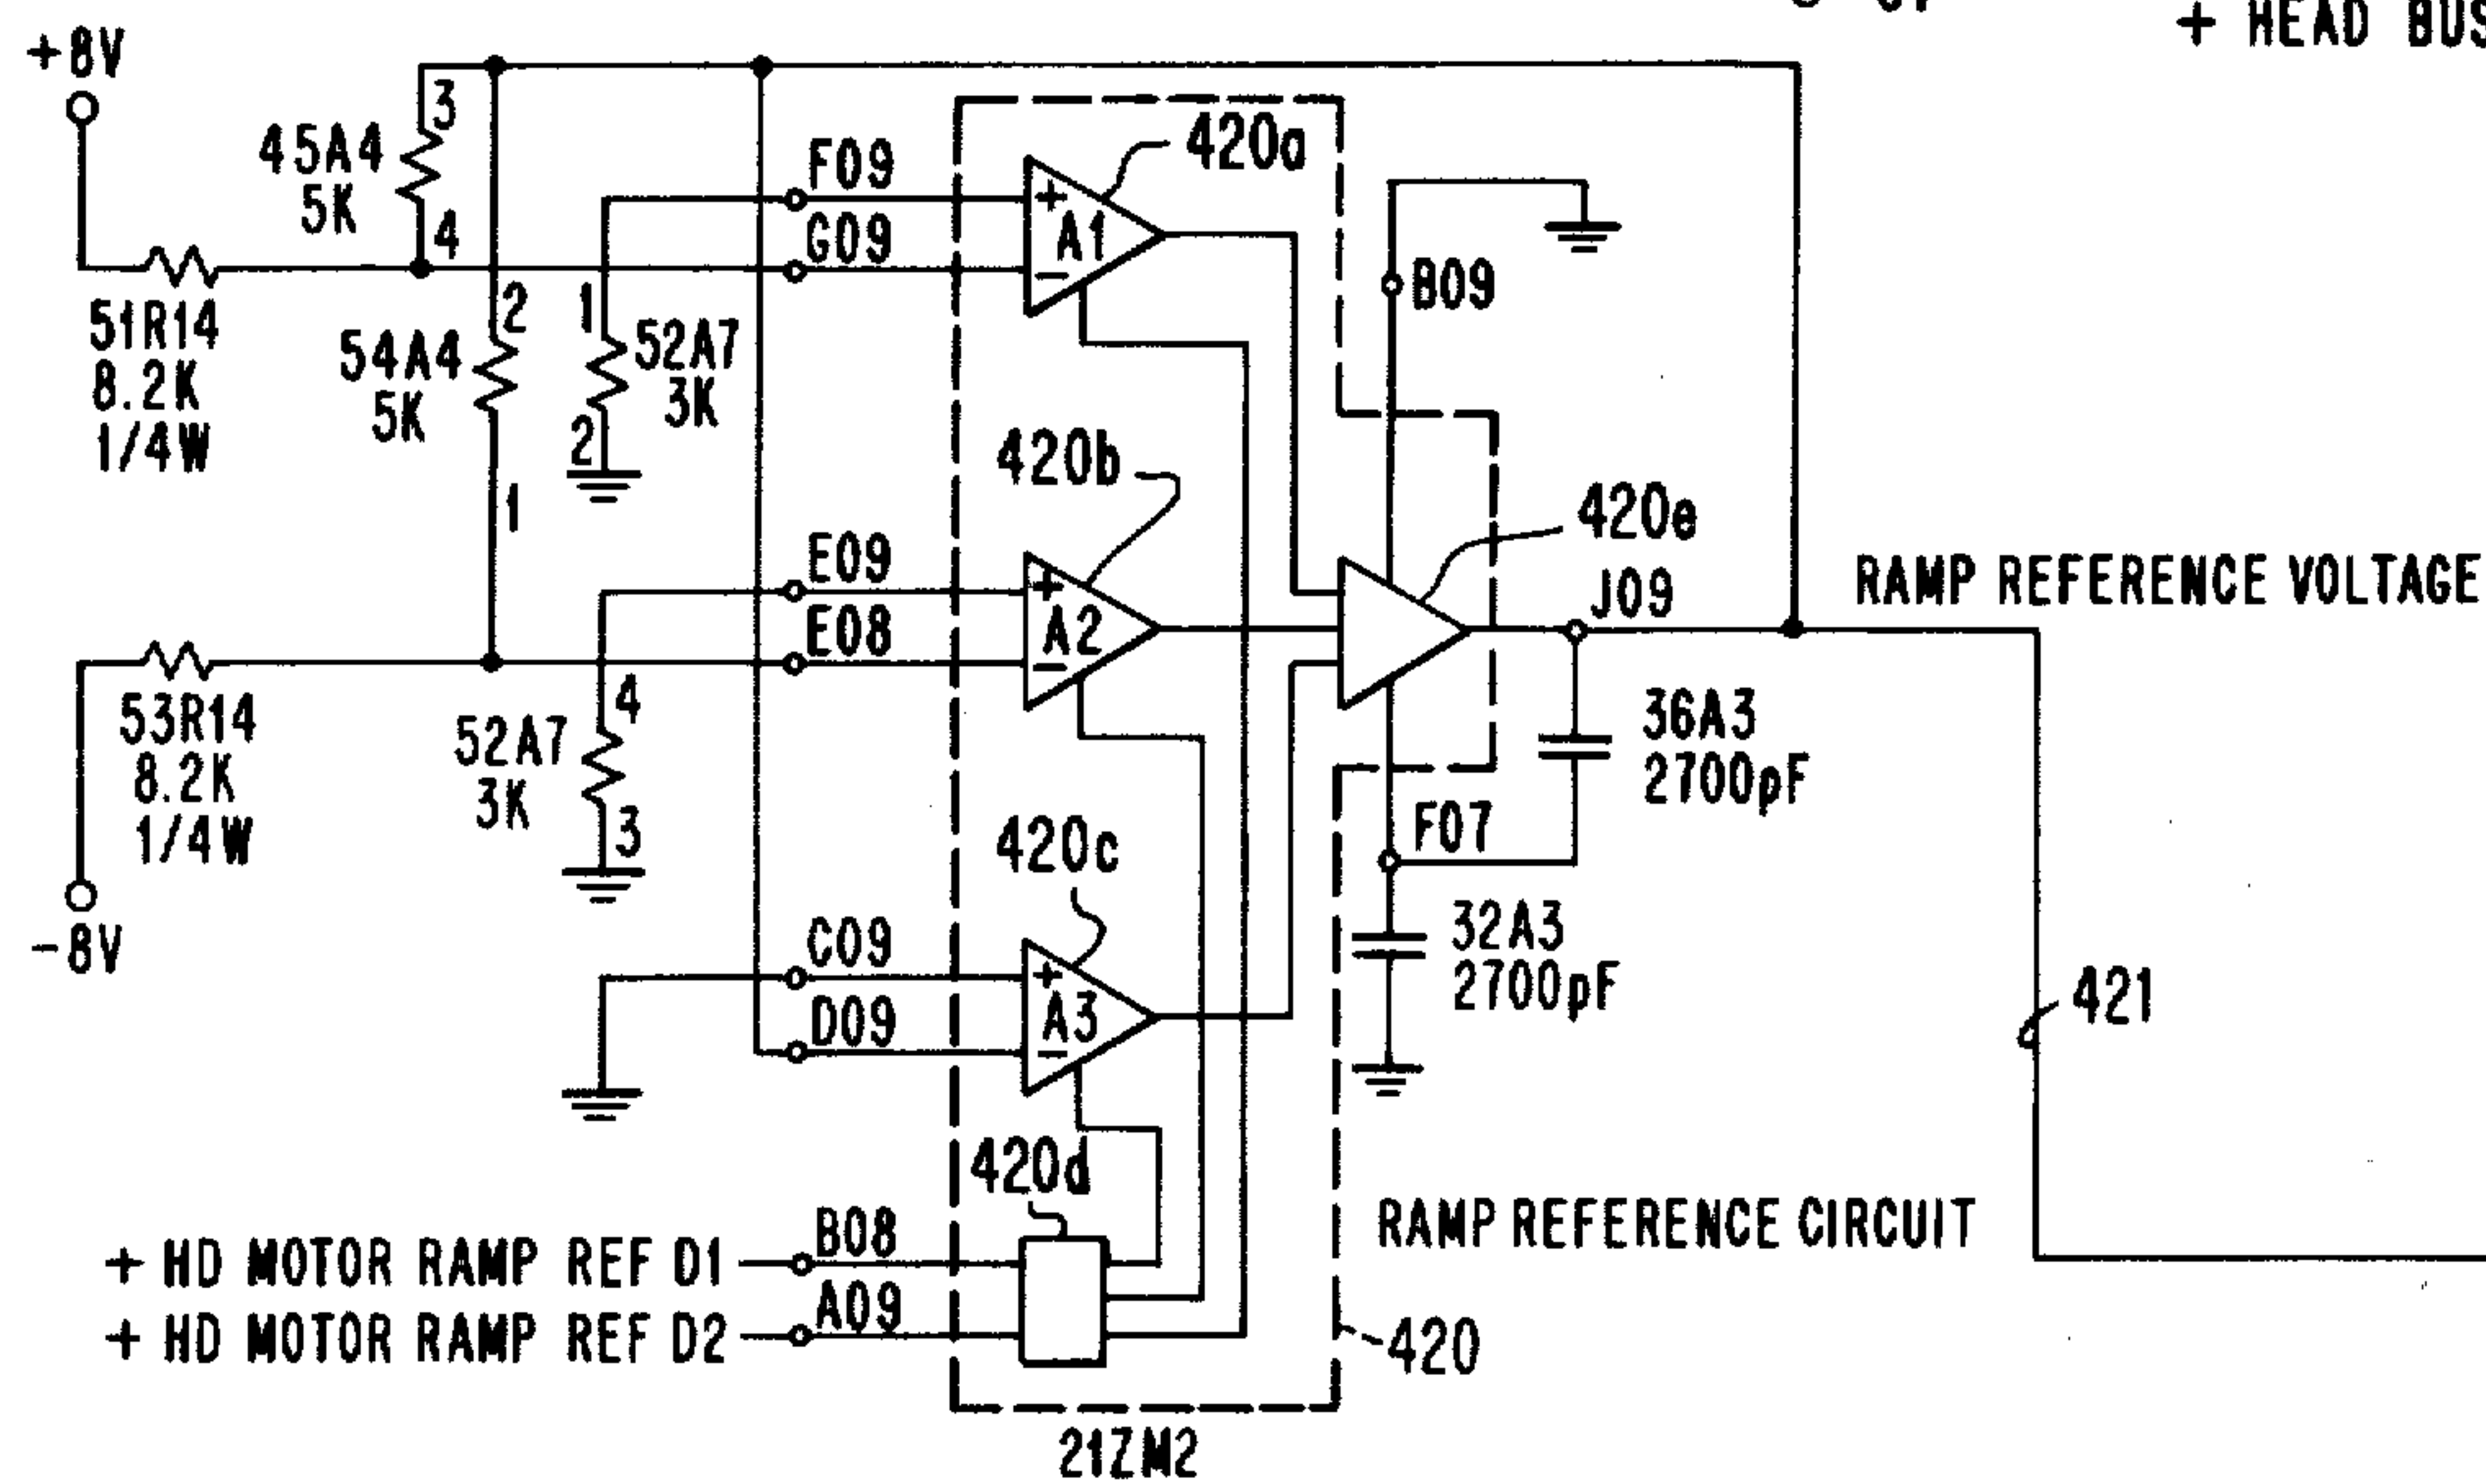 + HEAD BUS
+8V
45A4
5K
3
4
51R14
8.2K
1/4W
54A4
5K
2
1
1
52A7
3K
2
F09
G09
+
A1
-
420a
B09
420b
E09
E08
+
A2
-
420e
J09
RAMP REFERENCE VOLTAGE
53R14
8.2K
1/4W
-8V
52A7
3K
4
3
36A3
2700pF
F07
32A3
2700pF
420c
C09
D09
+
A3
-
421
420d
+ HD MOTOR RAMP REF D1
B08
+ HD MOTOR RAMP REF D2
A09
RAMP REFERENCE CIRCUIT
420
21ZM2